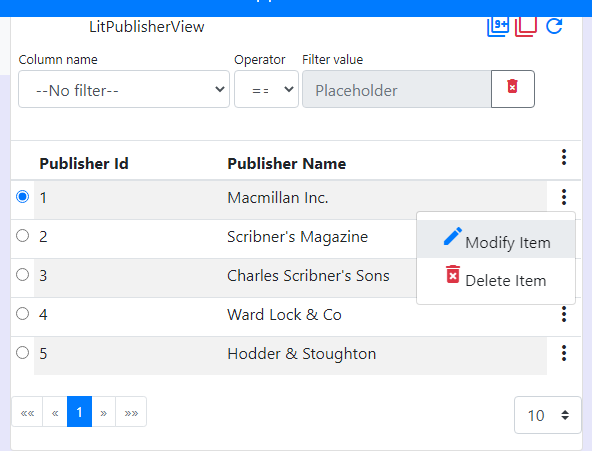 LitPublisherView
9+
Column name Operator Filter value
--No filter-- == Placeholder
Publisher Id Publisher Name
1 Macmillan Inc.
2 Scribner's Magazine
Modify Item
3 Charles Scribner's Sons
Delete Item
4 Ward Lock & Co
5 Hodder & Stoughton
«« « 1 » »» 10